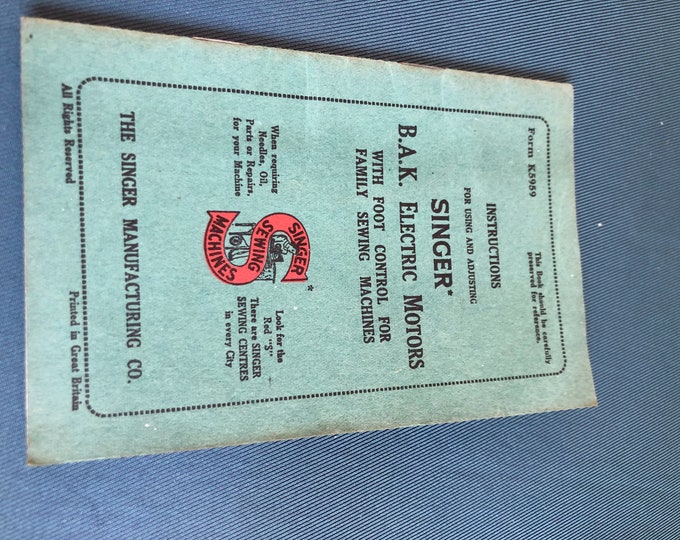 Form K5959
This Book should be carefully
preserved for reference.
INSTRUCTIONS
FOR USING AND ADJUSTING
SINGER*
B.A.K. ELECTRIC MOTORS
WITH FOOT CONTROL FOR
FAMILY SEWING MACHINES
When requiring
Needles, Oil,
Parts or Repairs,
for your Machine
SINGER
SEWING
MACHINES
*
Look for the
Red "S"
There are SINGER
SEWING CENTRES
in every City
THE SINGER MANUFACTURING CO.
All Rights Reserved
Printed in Great Britain